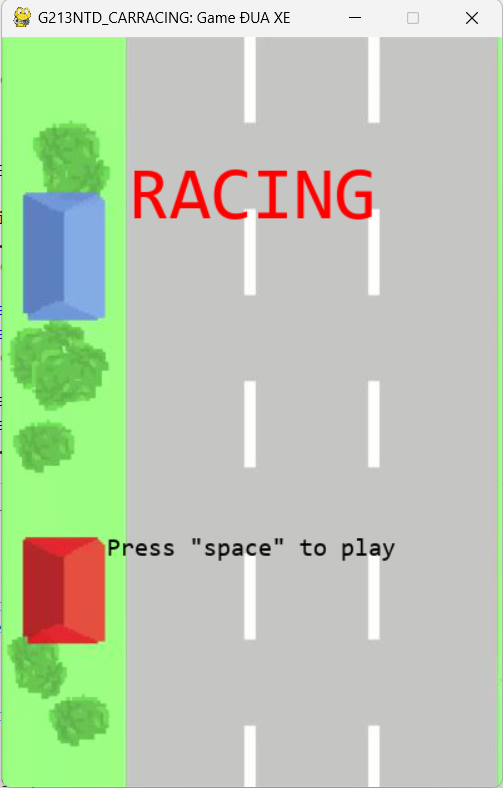 G213NTD_CARRACING: Game ĐUA XE
RACING
Press "space" to play